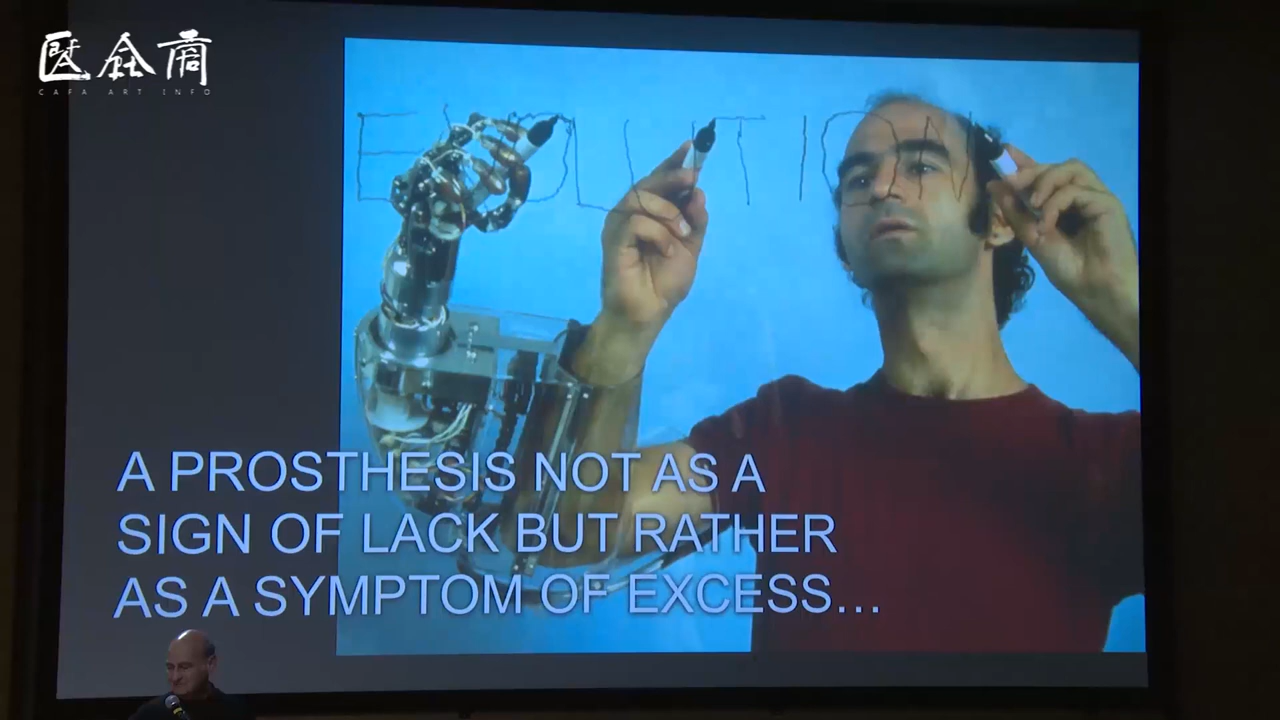 CAFA ART INFO
EVOLUTION
A PROSTHESIS NOT AS A
SIGN OF LACK BUT RATHER
AS A SYMPTOM OF EXCESS...